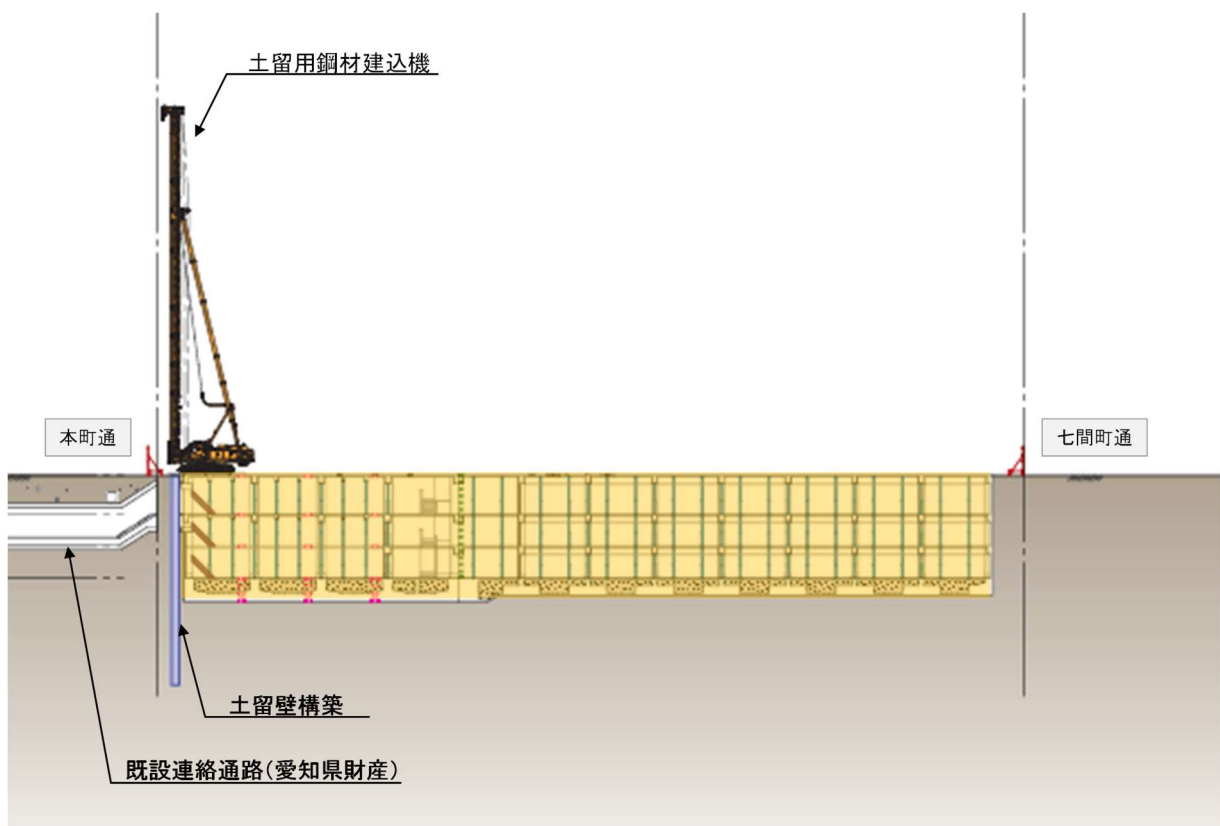 土留用鋼材建込機
本町通
七間町通
土留壁構築
既設連絡通路(愛知県財産)